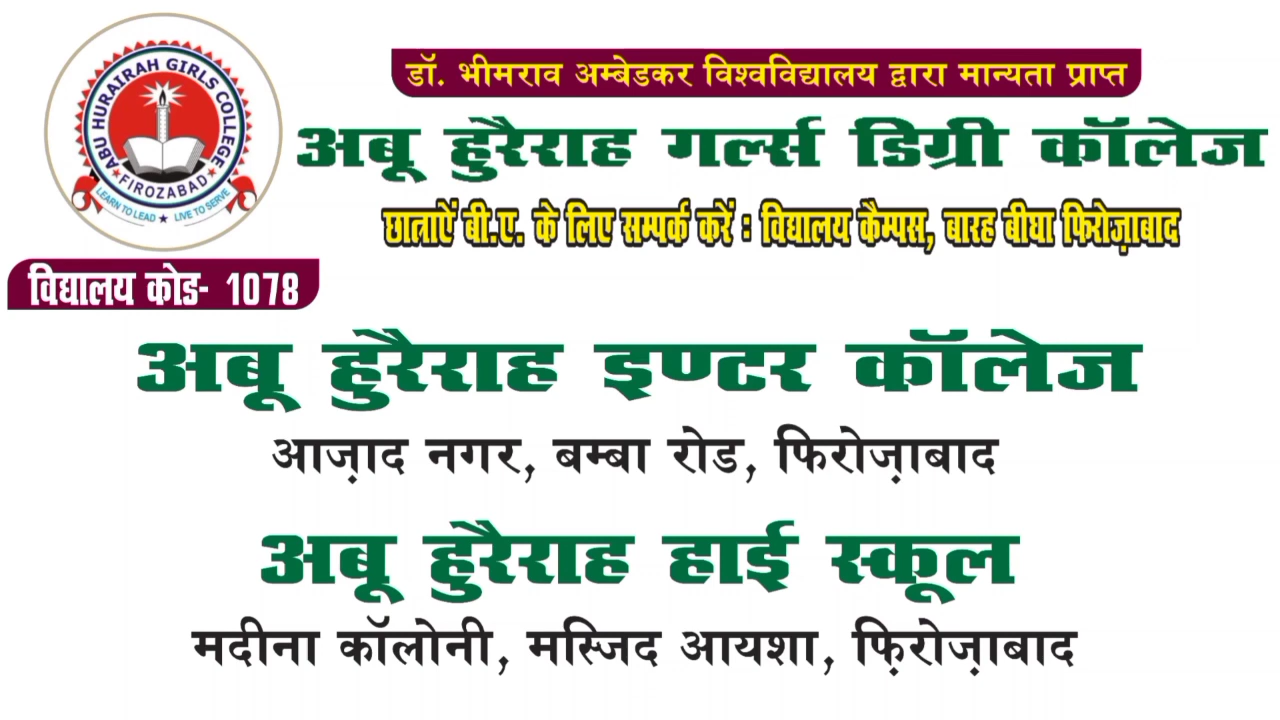 ABU HURAIRAH GIRLS COLLEGE
★ FIROZABAD ★
LEARN TO LEAD ★ LIVE TO SERVE
डॉ. भीमराव अम्बेडकर विश्वविद्यालय द्वारा मान्यता प्राप्त
अबू हुरैराह गर्ल्स डिग्री कॉलेज
छात्राऐं बी.ए. के लिए सम्पर्क करें : विद्यालय कैम्पस, बारह बीघा फिरोज़ाबाद
विद्यालय कोड- 1078
अबू हुरैराह इण्टर कॉलेज
आज़ाद नगर, बम्बा रोड, फिरोज़ाबाद
अबू हुरैराह हाई स्कूल
मदीना कॉलोनी, मस्जिद आयशा, फ़िरोज़ाबाद